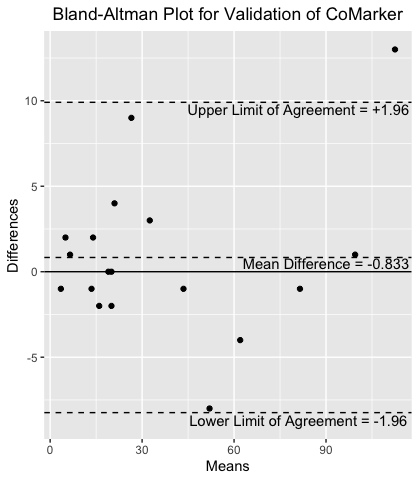 Bland-Altman Plot for Validation of CoMarker
10
Upper Limit of Agreement = +1.96
5
Differences
Mean Difference = -0.833
0
-5
Lower Limit of Agreement = -1.96
0 30 60 90
Means